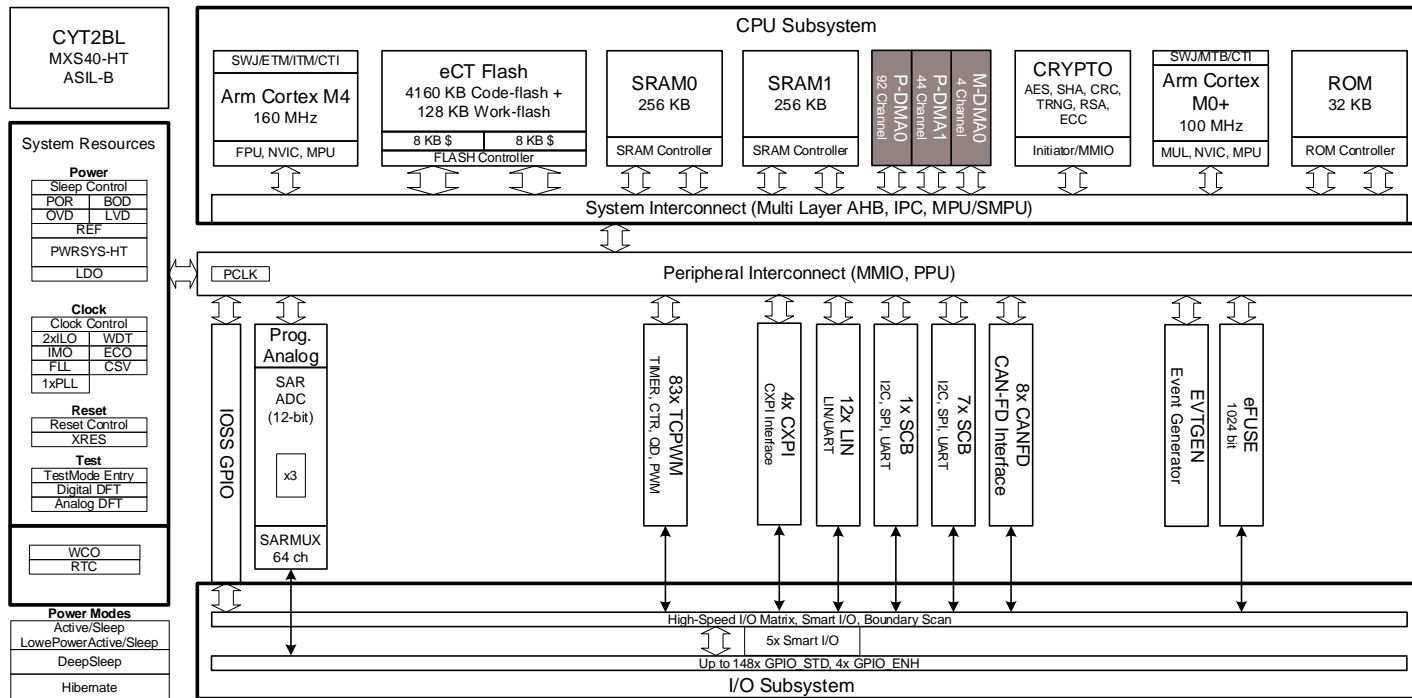 CYT2BL
MXS40-HT
ASIL-B
System Resources
Power
Sleep Control
POR
BOD
OVD
LVD
REF
PWRSYS-HT
LDO
Clock
Clock Control
2xILO
WDT
IMO
ECO
FLL
CSV
1xPLL
Reset
Reset Control
XRES
Test
TestMode Entry
Digital DFT
Analog DFT
WCO
RTC
Power Modes
Active/Sleep
LowePowerActive/Sleep
DeepSleep
Hibernate
CPU Subsystem
SWJ/ETM/ITM/CTI
Arm Cortex M4
160 MHz
FPU, NVIC, MPU
eCT Flash
4160 KB Code-flash +
128 KB Work-flash
8 KB $
8 KB $
FLASH Controller
SRAM0
256 KB
SRAM Controller
SRAM1
256 KB
SRAM Controller
P-DMA0
92 Channel
P-DMA1
44 Channel
M-DMA0
4 Channel
CRYPTO
AES, SHA, CRC,
TRNG, RSA,
ECC
Initiator/MMIO
SWJ/MTB/CTI
Arm Cortex
M0+
100 MHz
MUL, NVIC, MPU
ROM
32 KB
ROM Controller
System Interconnect (Multi Layer AHB, IPC, MPU/SMPU)
PCLK
Peripheral Interconnect (MMIO, PPU)
IOSS GPIO
Prog.
Analog
SAR
ADC
(12-bit)
x3
SARMUX
64 ch
83x TCPWM
TIMER, CTR, QD, PWM
4x CXPI
CXPI Interface
12x LIN
LIN/UART
1x SCB
I2C, SPI, UART
7x SCB
I2C, SPI, UART
8x CANFD
CAN-FD Interface
EVTGEN
Event Generator
eFUSE
1024 bit
High-Speed I/O Matrix, Smart I/O, Boundary Scan
5x Smart I/O
Up to 148x GPIO_STD, 4x GPIO_ENH
I/O Subsystem